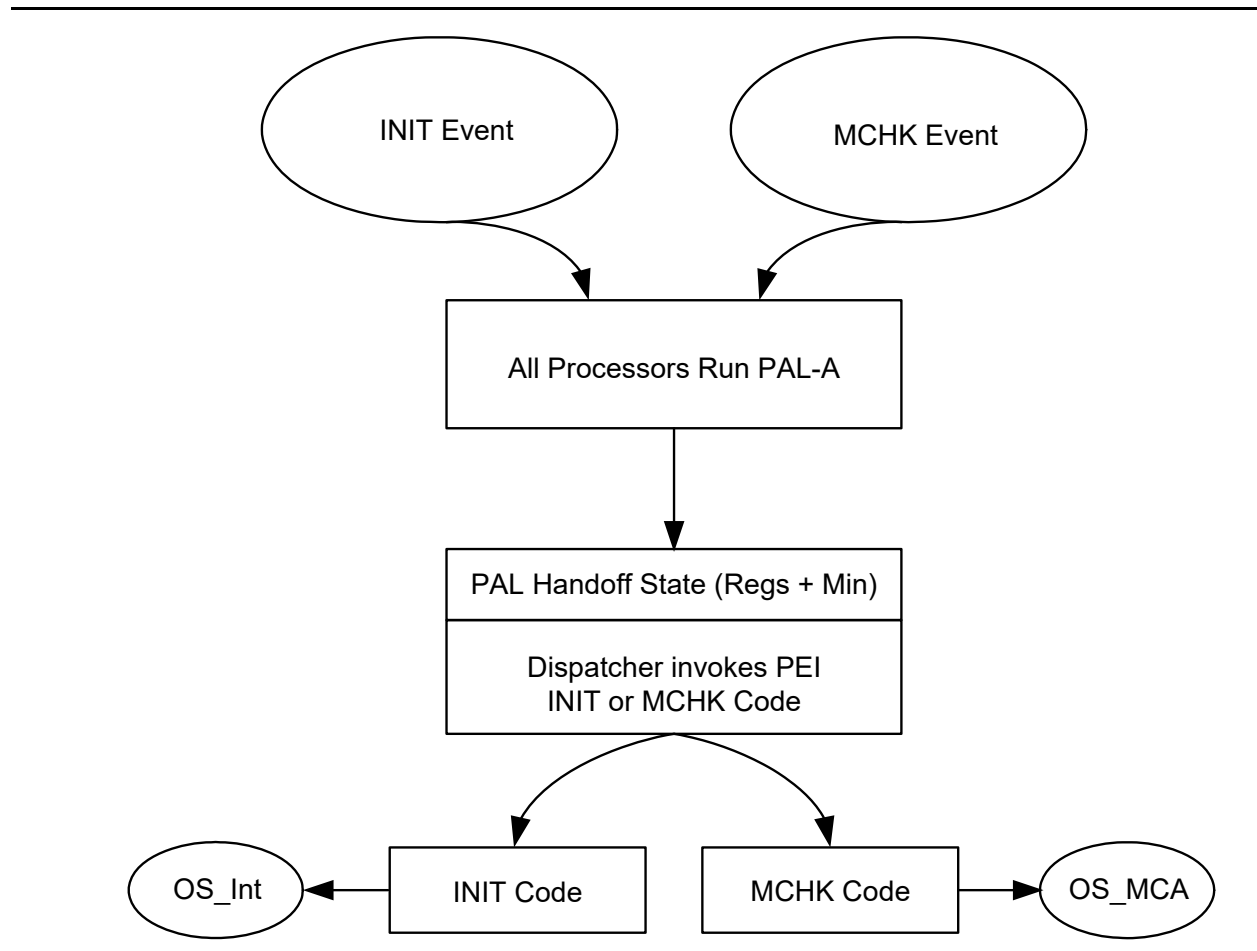 INIT Event
MCHK Event
All Processors Run PAL-A
PAL Handoff State (Regs + Min)
Dispatcher invokes PEI
INIT or MCHK Code
OS_Int
INIT Code
MCHK Code
OS_MCA